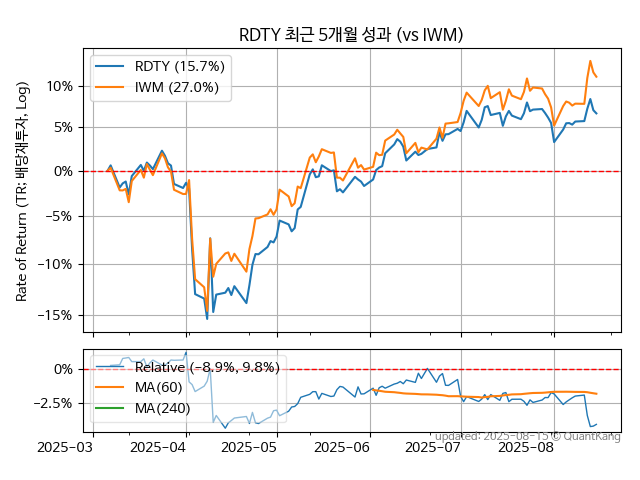 RDTY 최근 5개월 성과 (vs IWM)
RDTY (15.7%)
IWM (27.0%)
10%
5%
0%
−5%
−10%
−15%
Rate of Return (TR: 배당재투자, Log)
Relative (−8.9%, 9.8%)
MA(60)
MA(240)
0%
−2.5%
2025-03
2025-04
2025-05
2025-06
2025-07
2025-08
updated: 2025-08-15 © QuantKang